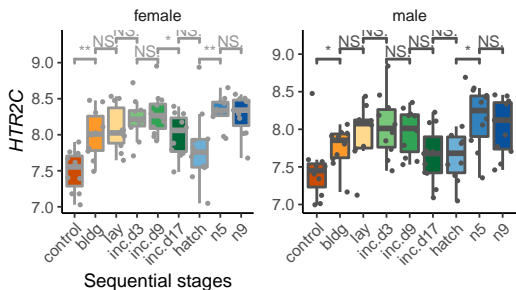 female
male
NS. NS. NS. NS.
** NS. NS. * **
NS. NS. NS. NS.
* NS. NS. NS. *
HTR2C
9.0
8.5
8.0
7.5
7.0
9.0
8.5
8.0
7.5
7.0
control
bldg
lay
inc.d3
inc.d9
inc.d17
hatch
n5
n9
control
bldg
lay
inc.d3
inc.d9
inc.d17
hatch
n5
n9
Sequential stages